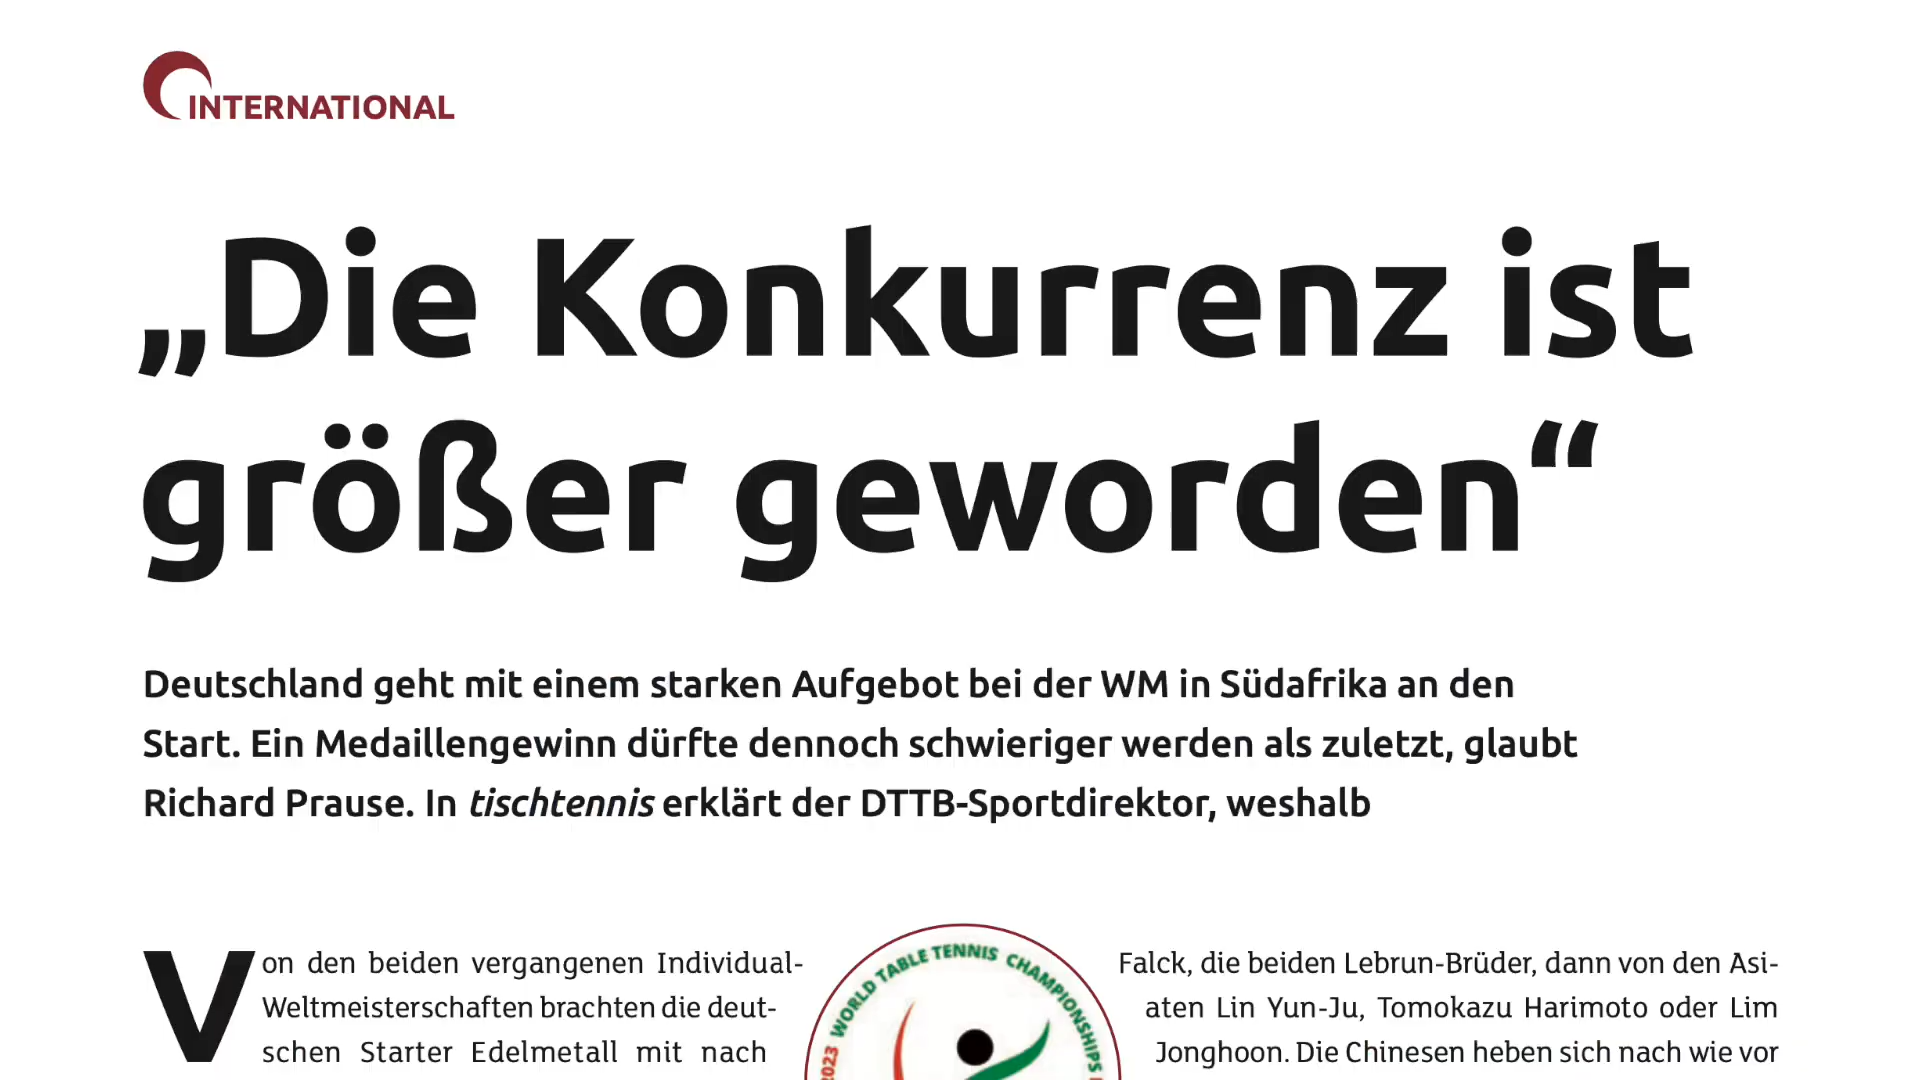 INTERNATIONAL
„Die Konkurrenz ist
größer geworden“
Deutschland geht mit einem starken Aufgebot bei der WM in Südafrika an den
Start. Ein Medaillengewinn dürfte dennoch schwieriger werden als zuletzt, glaubt
Richard Prause. In tischtennis erklärt der DTTB-Sportdirektor, weshalb
Von den beiden vergangenen Individual-
Weltmeisterschaften brachten die deut-
schen Starter Edelmetall mit nach
2023 WORLD TABLE TENNIS CHAMPIONSHIPS
Falck, die beiden Lebrun-Brüder, dann von den Asi-
aten Lin Yun-Ju, Tomokazu Harimoto oder Lim
Jonghoon. Die Chinesen heben sich nach wie vor